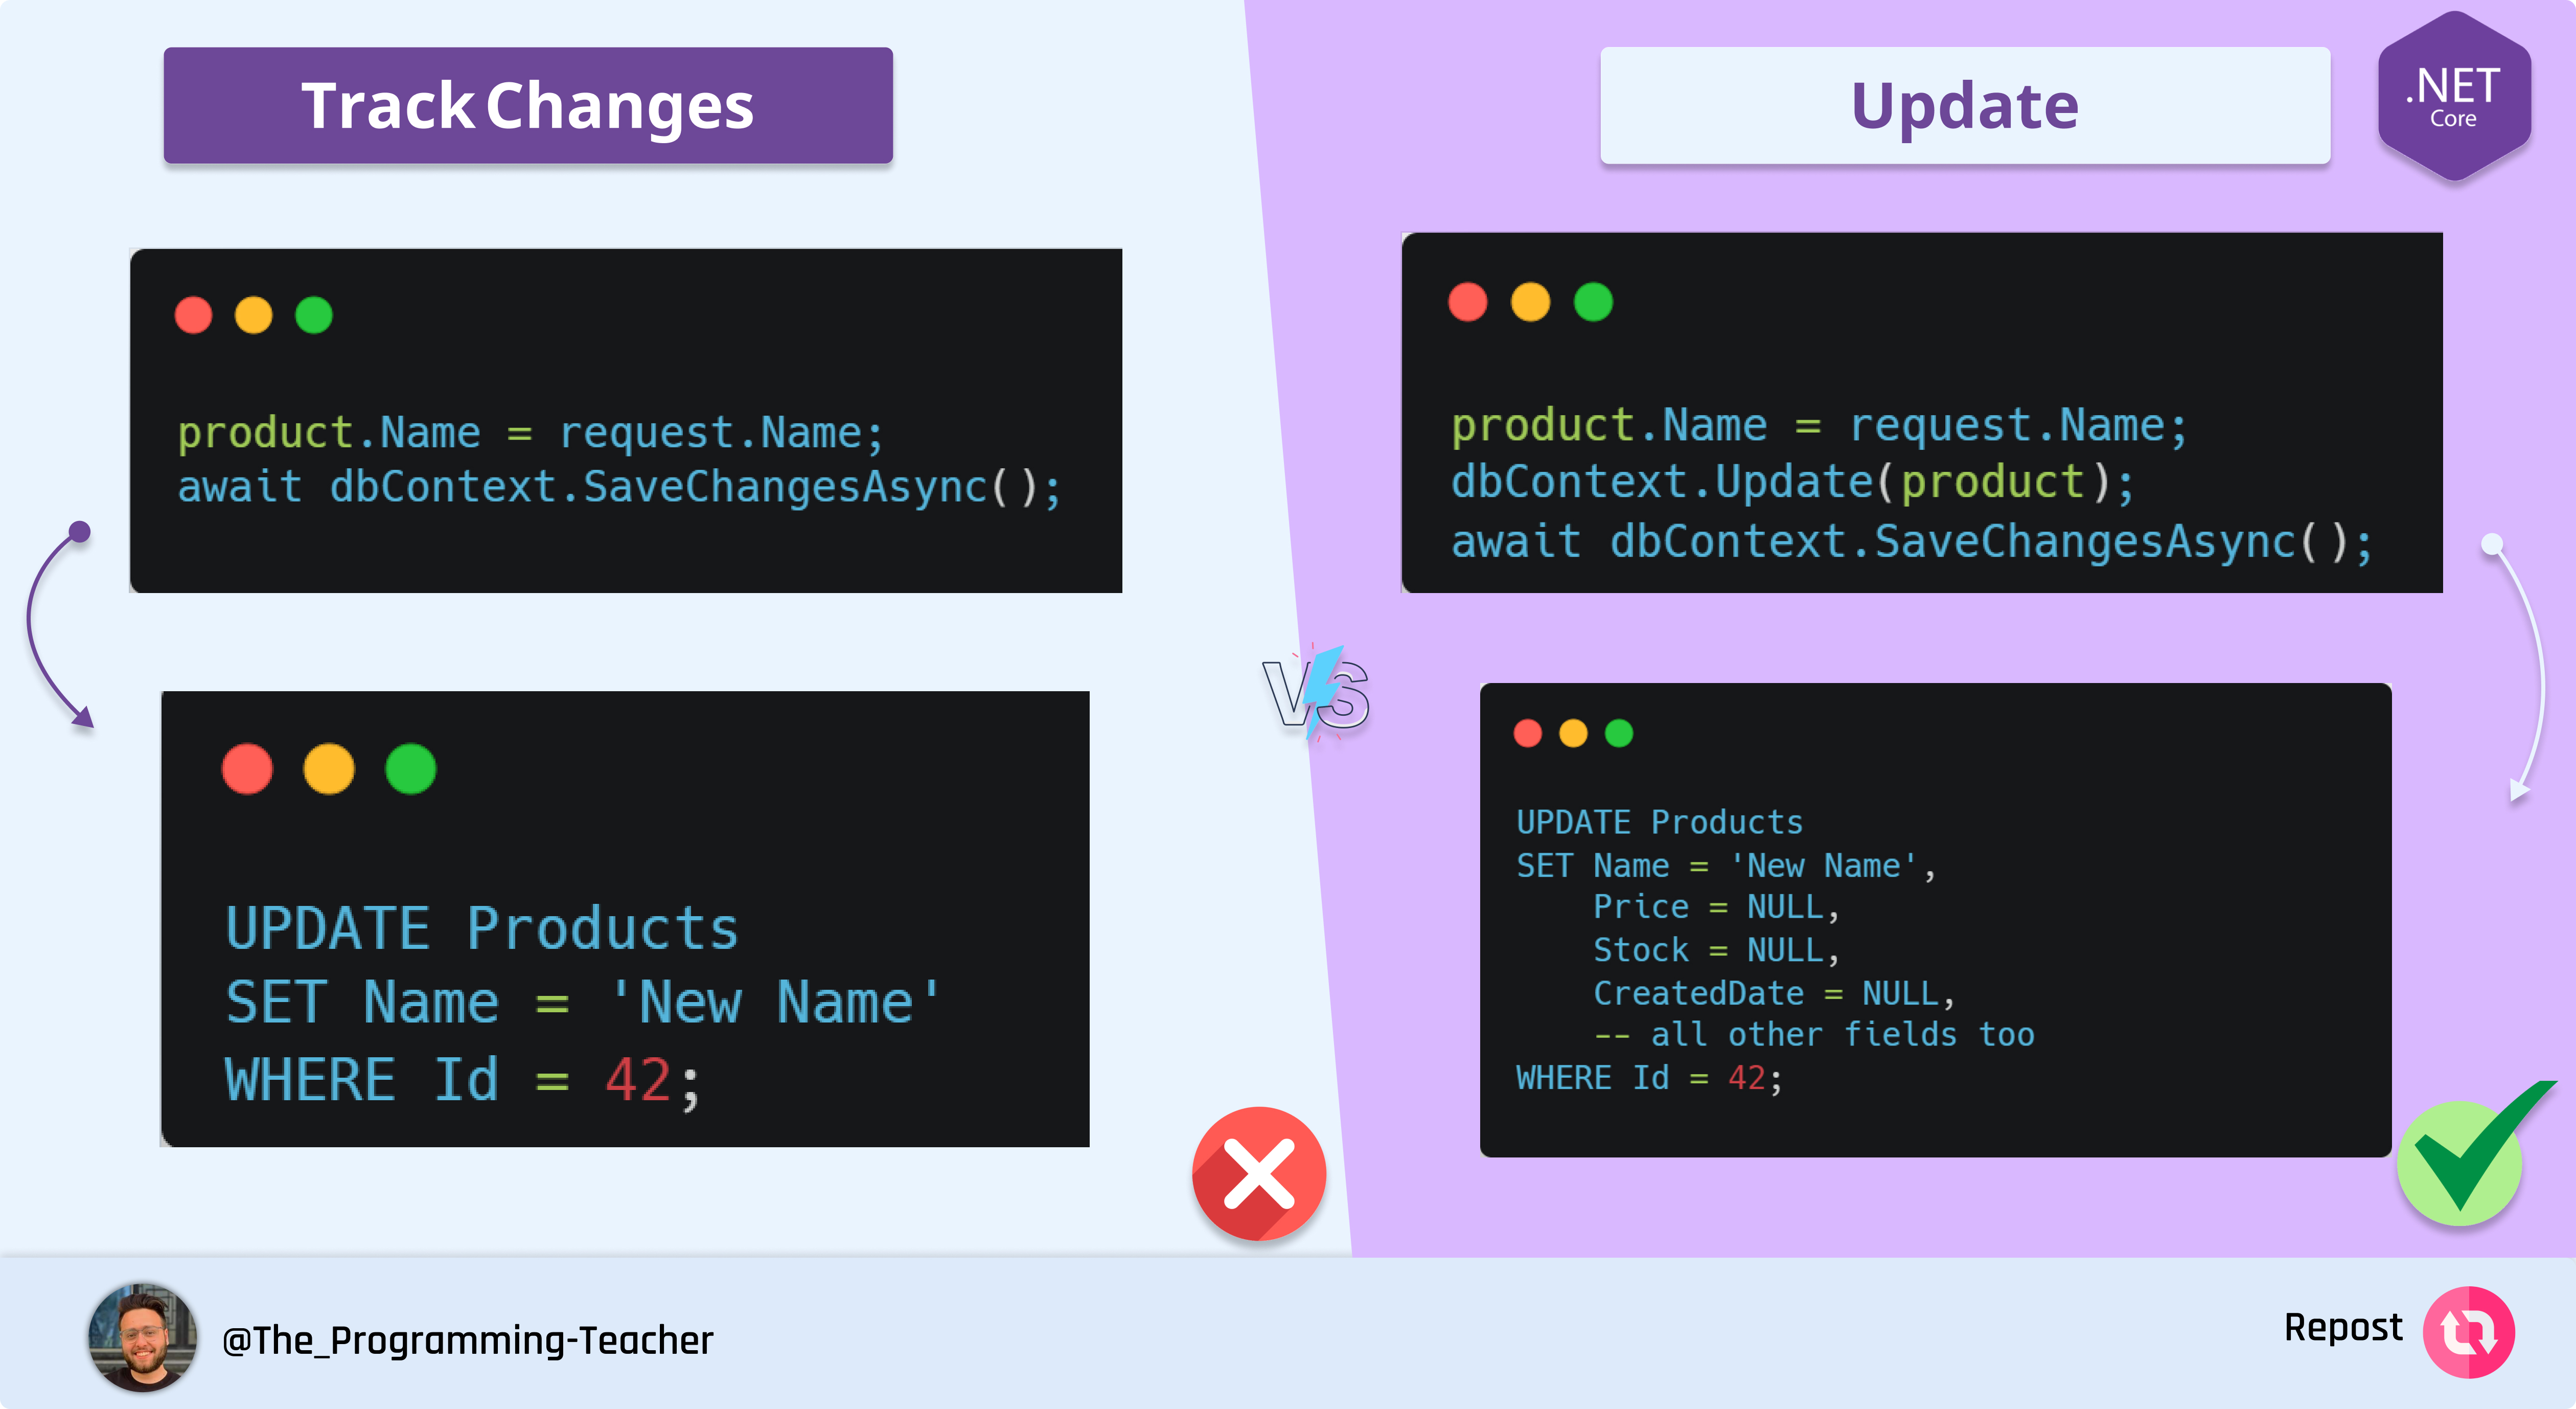 Track Changes
product.Name = request.Name;
await dbContext.SaveChangesAsync();
UPDATE Products
SET Name = 'New Name'
WHERE Id = 42;
VS
Update
.NET
Core
product.Name = request.Name;
dbContext.Update(product);
await dbContext.SaveChangesAsync();
UPDATE Products
SET Name = 'New Name',
    Price = NULL,
    Stock = NULL,
    CreatedDate = NULL,
    -- all other fields too
WHERE Id = 42;
@The_Programming-Teacher
Repost